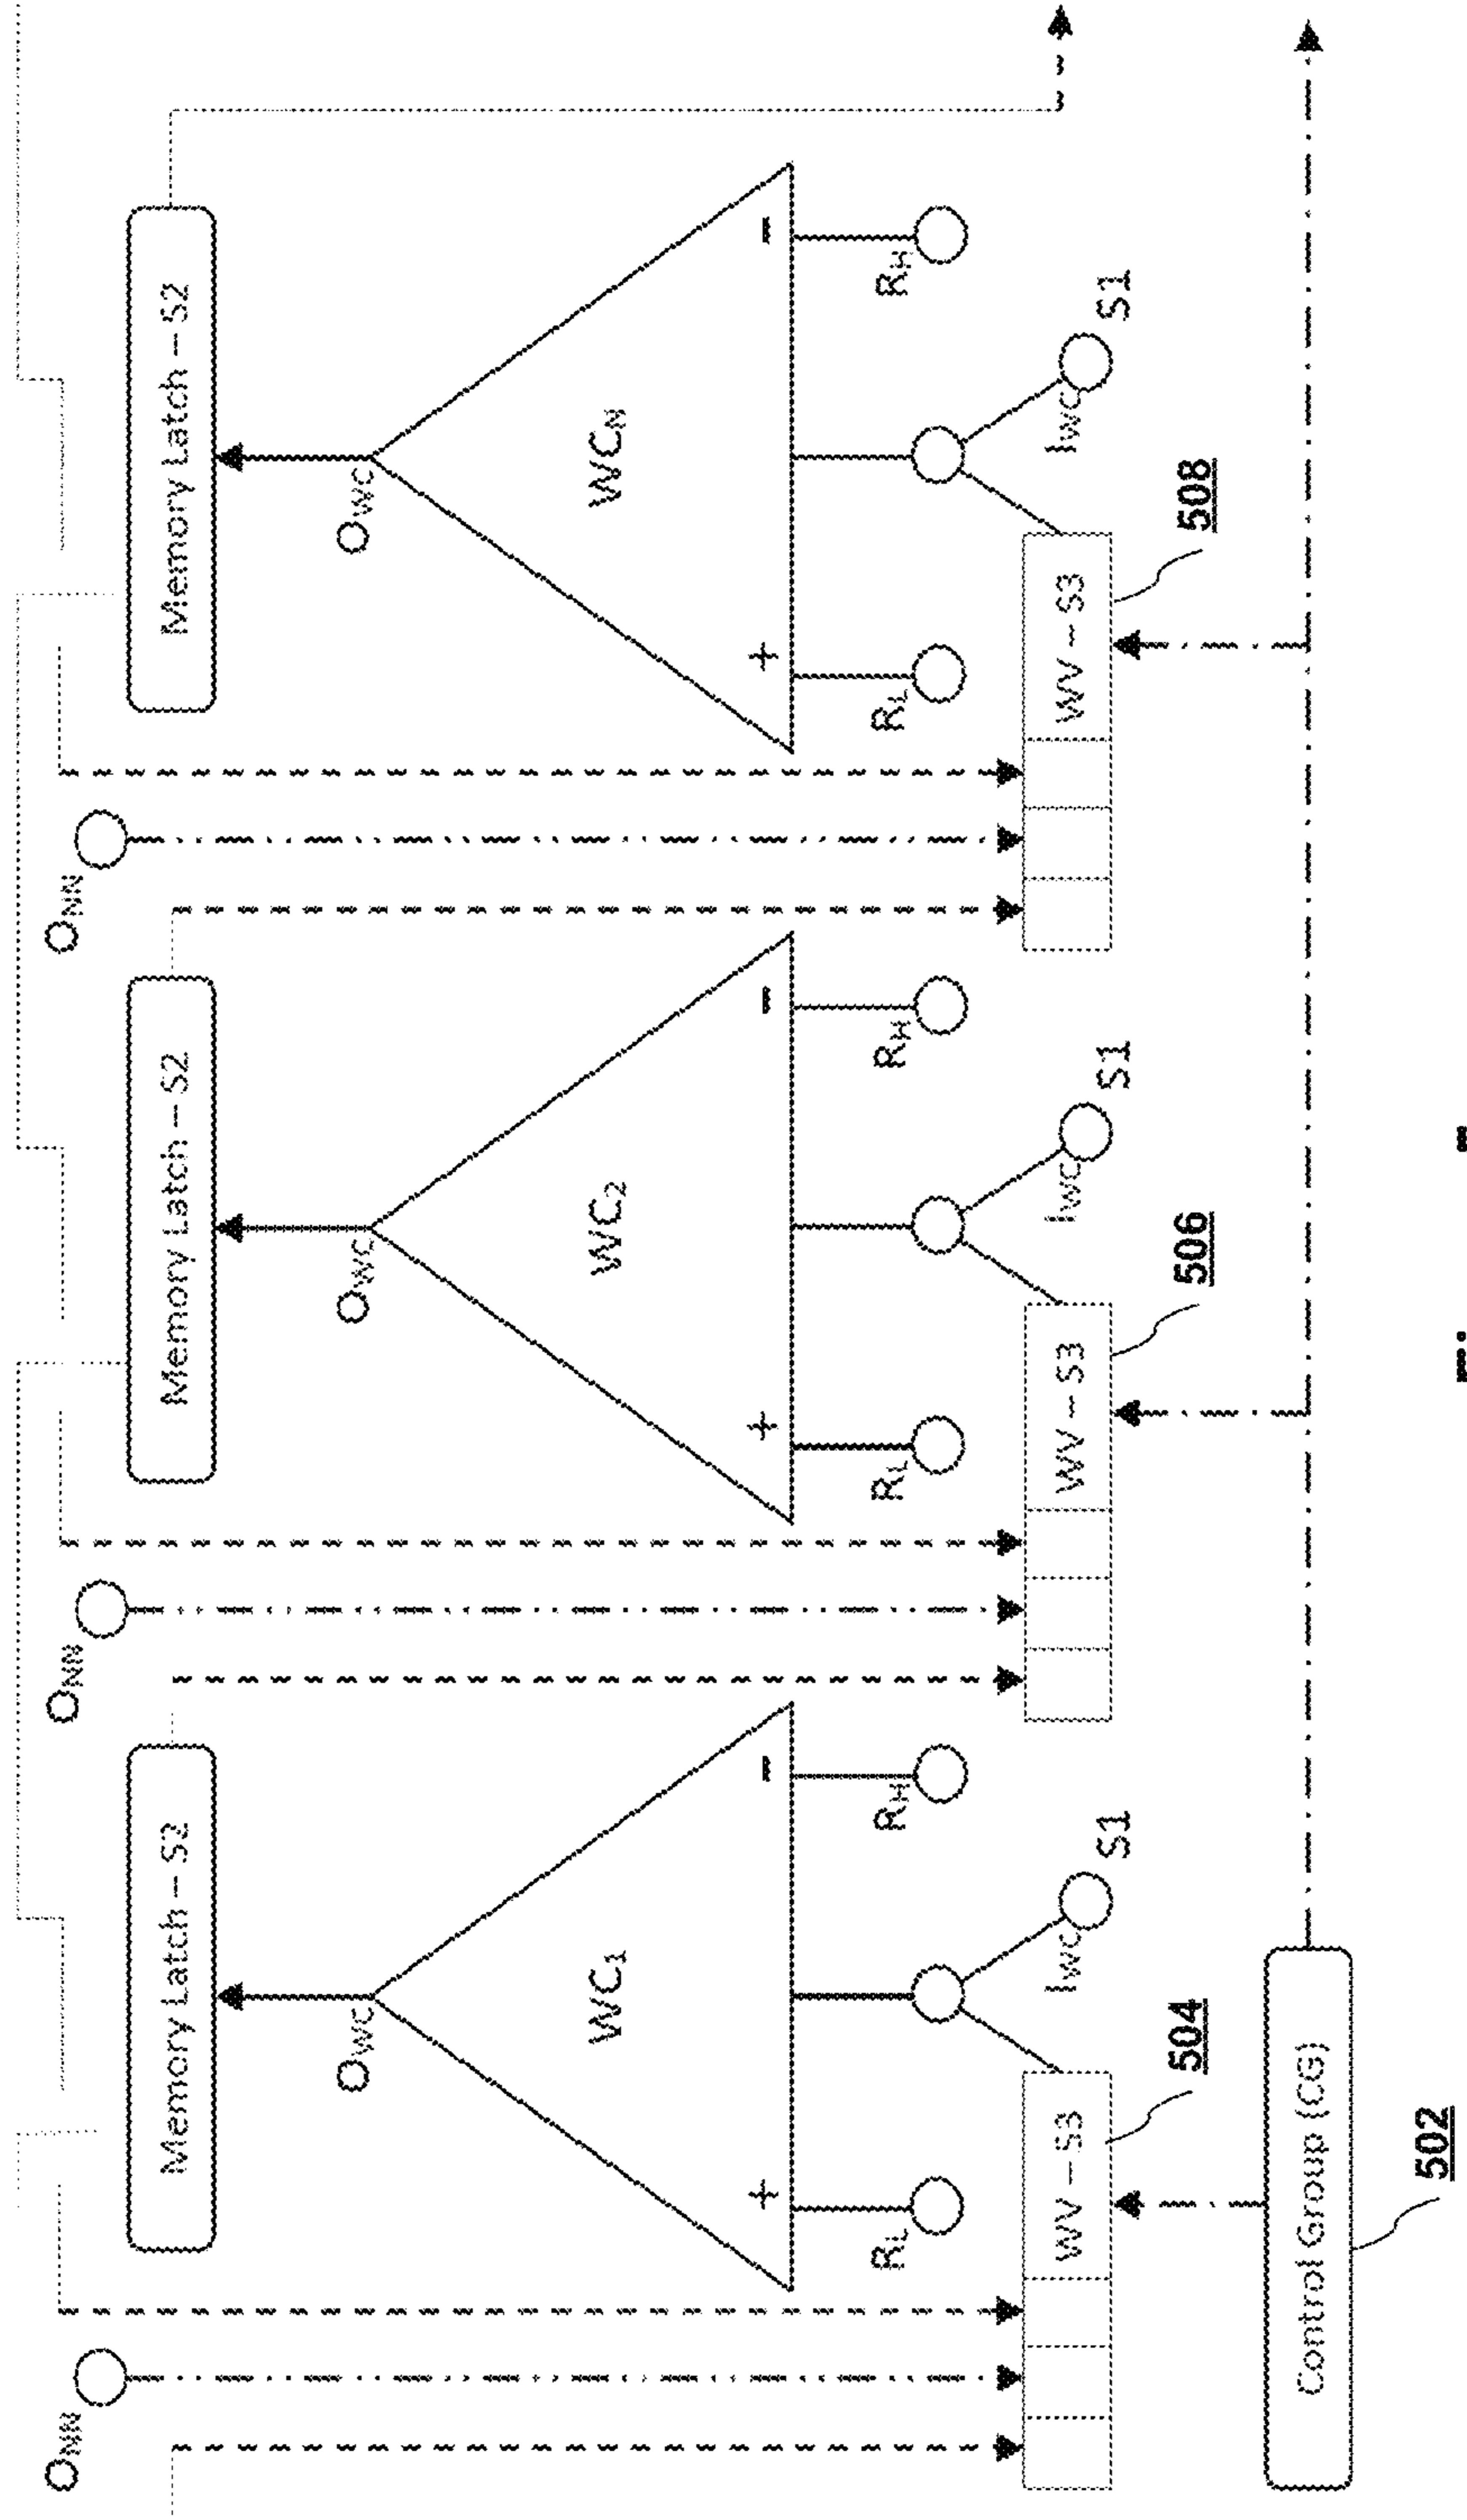 O_NN
O_NN
O_NN
Memory Latch – S2
Memory Latch – S2
Memory Latch – S2
O_WC
O_WC
O_WC
WC_1
WC_2
WC_N
+
−
+
−
+
−
R_L
R_H
R_L
R_H
R_L
R_H
I_WC
I_WC
I_WC
S1
S1
S1
WV – S3
WV – S3
WV – S3
504
506
508
Control Group (CG)
502